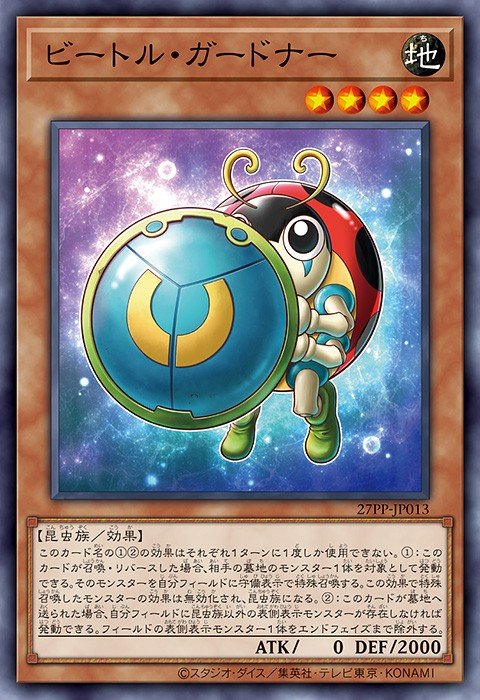 ビートル・ガードナー
地
27PP-JP013
【昆虫族／効果】
このカード名の①②の効果はそれぞれ1ターンに1度しか使用できない。①：この
カードが召喚・リバースした場合、相手の墓地のモンスター1体を対象として発動
できる。そのモンスターを自分フィールドに守備表示で特殊召喚する。この効果で特殊
召喚したモンスターの効果は無効化され、昆虫族になる。②：このカードが墓地へ
送られた場合、自分フィールドに昆虫族以外の表側表示モンスターが存在しなければ
発動できる。フィールドの表側表示モンスター1体をエンドフェイズまで除外する。
ATK/ 0 DEF/2000
©スタジオ・ダイス／集英社・テレビ東京・KONAMI